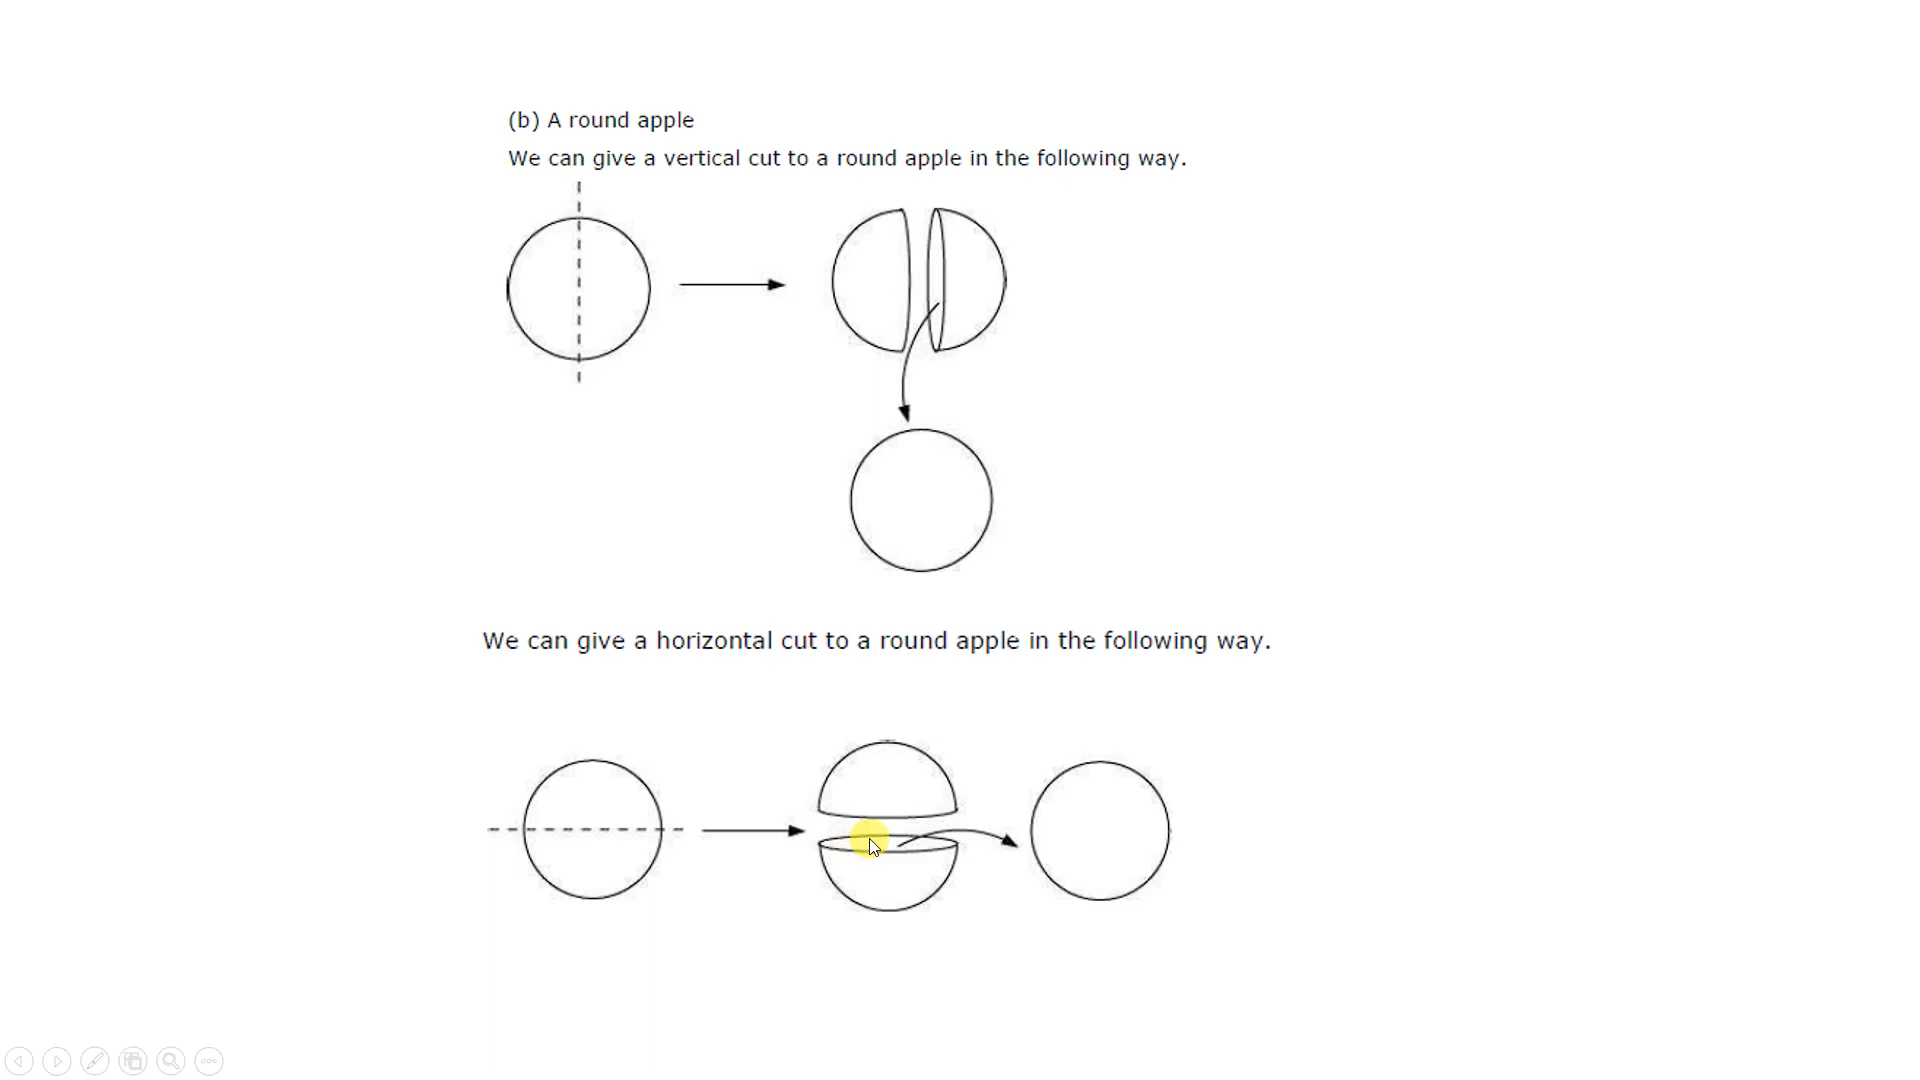 (b) A round apple
We can give a vertical cut to a round apple in the following way.
We can give a horizontal cut to a round apple in the following way.